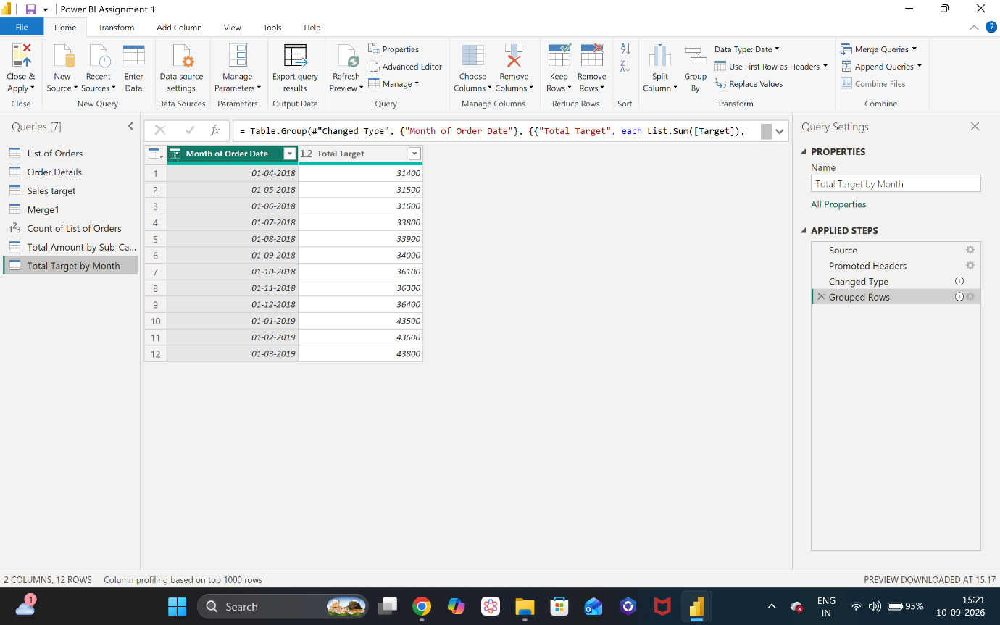 Power BI Assignment 1
File Home Transform Add Column View Tools Help
Close & Apply
New Source
Recent Sources
Enter Data
Data source settings
Manage Parameters
Export query results
Refresh Preview
Properties
Advanced Editor
Manage
Choose Columns
Remove Columns
Keep Rows
Remove Rows
Split Column
Group By
Data Type: Date
Use First Row as Headers
1→2 Replace Values
Merge Queries
Append Queries
Combine Files
Close New Query Data Sources Parameters Output Data Query Manage Columns Reduce Rows Sort Transform Combine
Queries [7]
List of Orders
Order Details
Sales target
Merge1
1²3 Count of List of Orders
Total Amount by Sub-Ca...
Total Target by Month
fx = Table.Group(#"Changed Type", {"Month of Order Date"}, {{"Total Target", each List.Sum([Target]),
Month of Order Date 1.2 Total Target
1 01-04-2018 31400
2 01-05-2018 31500
3 01-06-2018 31600
4 01-07-2018 33800
5 01-08-2018 33900
6 01-09-2018 34000
7 01-10-2018 36100
8 01-11-2018 36300
9 01-12-2018 36400
10 01-01-2019 43500
11 01-02-2019 43600
12 01-03-2019 43800
Query Settings
PROPERTIES
Name
Total Target by Month
All Properties
APPLIED STEPS
Source
Promoted Headers
Changed Type
Grouped Rows
2 COLUMNS, 12 ROWS Column profiling based on top 1000 rows PREVIEW DOWNLOADED AT 15:17
1
Search
ENG
IN
95%
15:21
10-09-2026